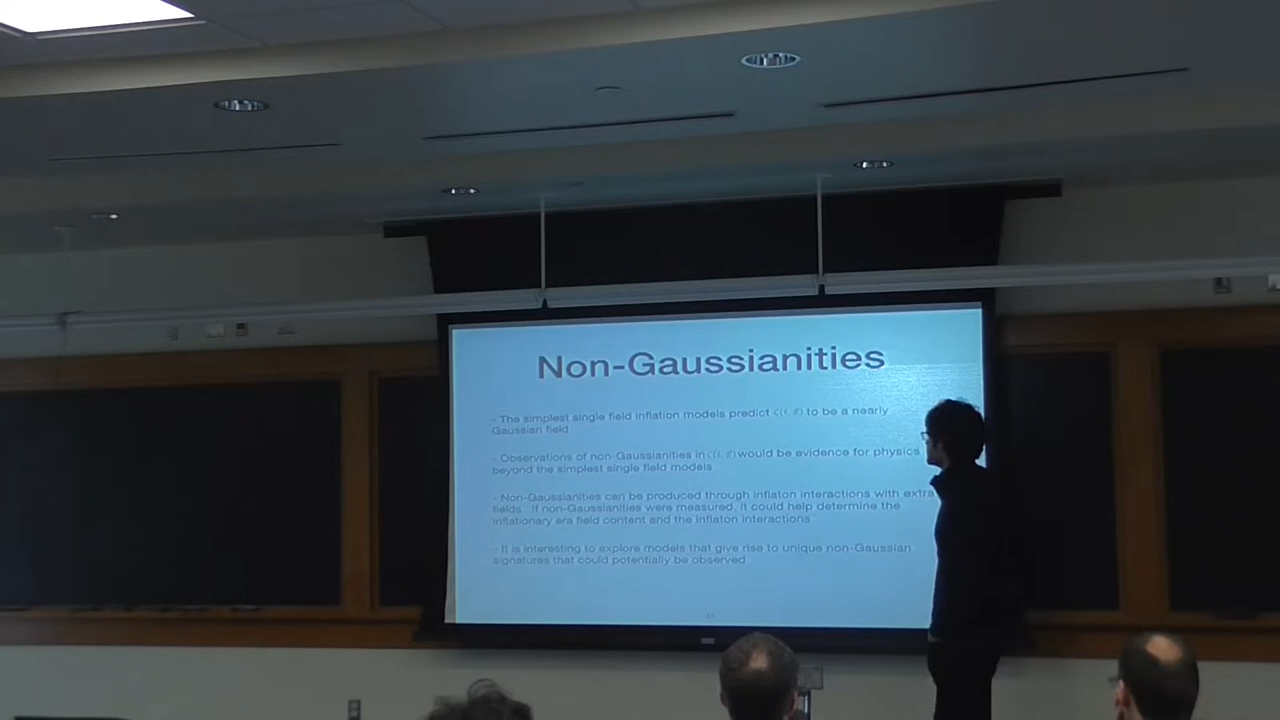 Non-Gaussianities
- The simplest single field inflation models predict ζ(t, x⃗) to be a nearly
Gaussian field
- Observations of non-Gaussianities in ζ(t, x⃗) would be evidence for physics
beyond the simplest single field models
- Non-Gaussianities can be produced through inflaton interactions with extra
fields. If non-Gaussianities were measured, it could help determine the
inflationary era field content and the inflaton interactions
- It is interesting to explore models that give rise to unique non-Gaussian
signatures that could potentially be observed